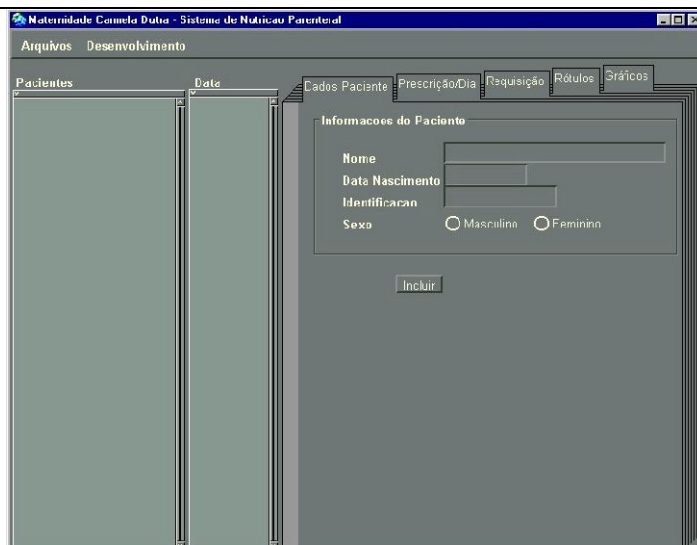 Maternidade Carmela Dutra - Sistema de Nutricao Parenteral
Arquivos Desenvolvimento
Pacientes Data
Dados Paciente Prescrição/Dia Requisição Rótulos Gráficos
Informacoes do Paciente
Nome
Data Nascimento
Identificacao
Sexo Masculino Feminino
Incluir